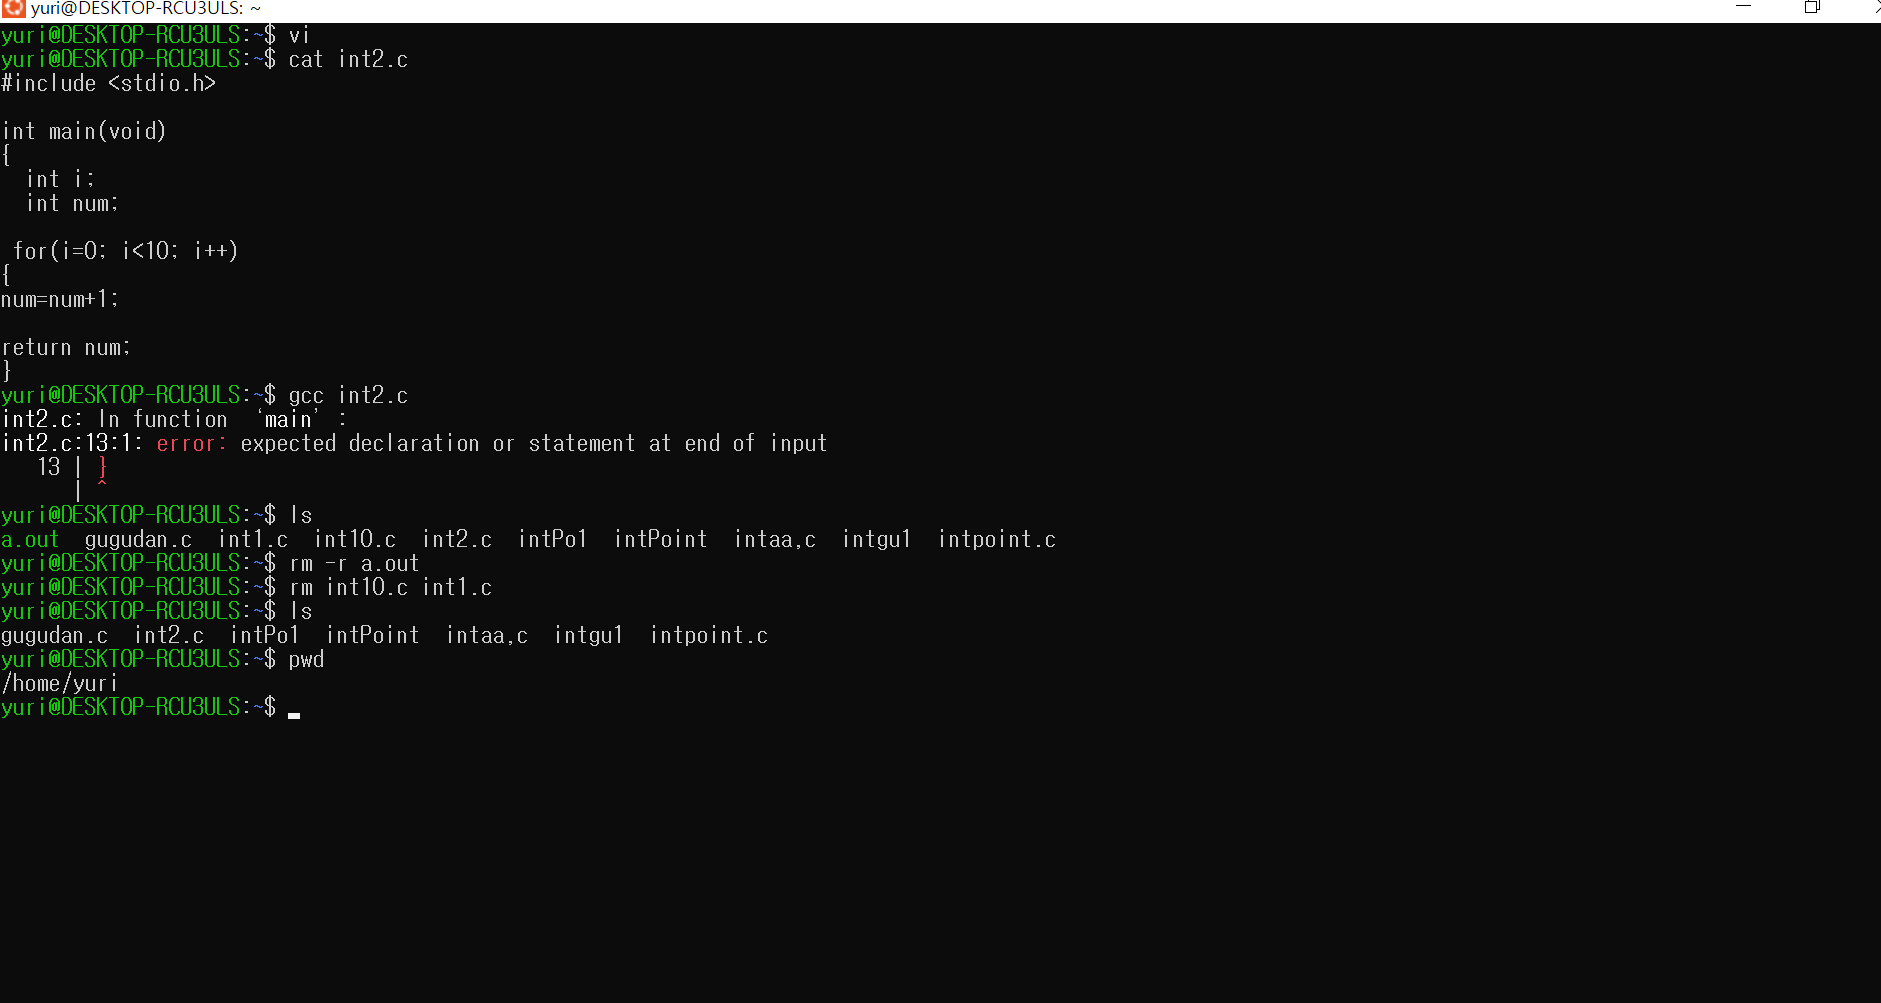 yuri@DESKTOP-RCU3ULS: ~
yuri@DESKTOP-RCU3ULS:~$ vi
yuri@DESKTOP-RCU3ULS:~$ cat int2.c
#include <stdio.h>
int main(void)
{
  int i;
  int num;
 for(i=0; i<10; i++)
{
num=num+1;
return num;
}
yuri@DESKTOP-RCU3ULS:~$ gcc int2.c
int2.c: In function ‘main’:
int2.c:13:1: error: expected declaration or statement at end of input
   13 | }
      | ^
yuri@DESKTOP-RCU3ULS:~$ ls
a.out  gugudan.c  int1.c  int10.c  int2.c  intPo1  intPoint  intaa,c  intgu1  intpoint.c
yuri@DESKTOP-RCU3ULS:~$ rm -r a.out
yuri@DESKTOP-RCU3ULS:~$ rm int10.c int1.c
yuri@DESKTOP-RCU3ULS:~$ ls
gugudan.c  int2.c  intPo1  intPoint  intaa,c  intgu1  intpoint.c
yuri@DESKTOP-RCU3ULS:~$ pwd
/home/yuri
yuri@DESKTOP-RCU3ULS:~$